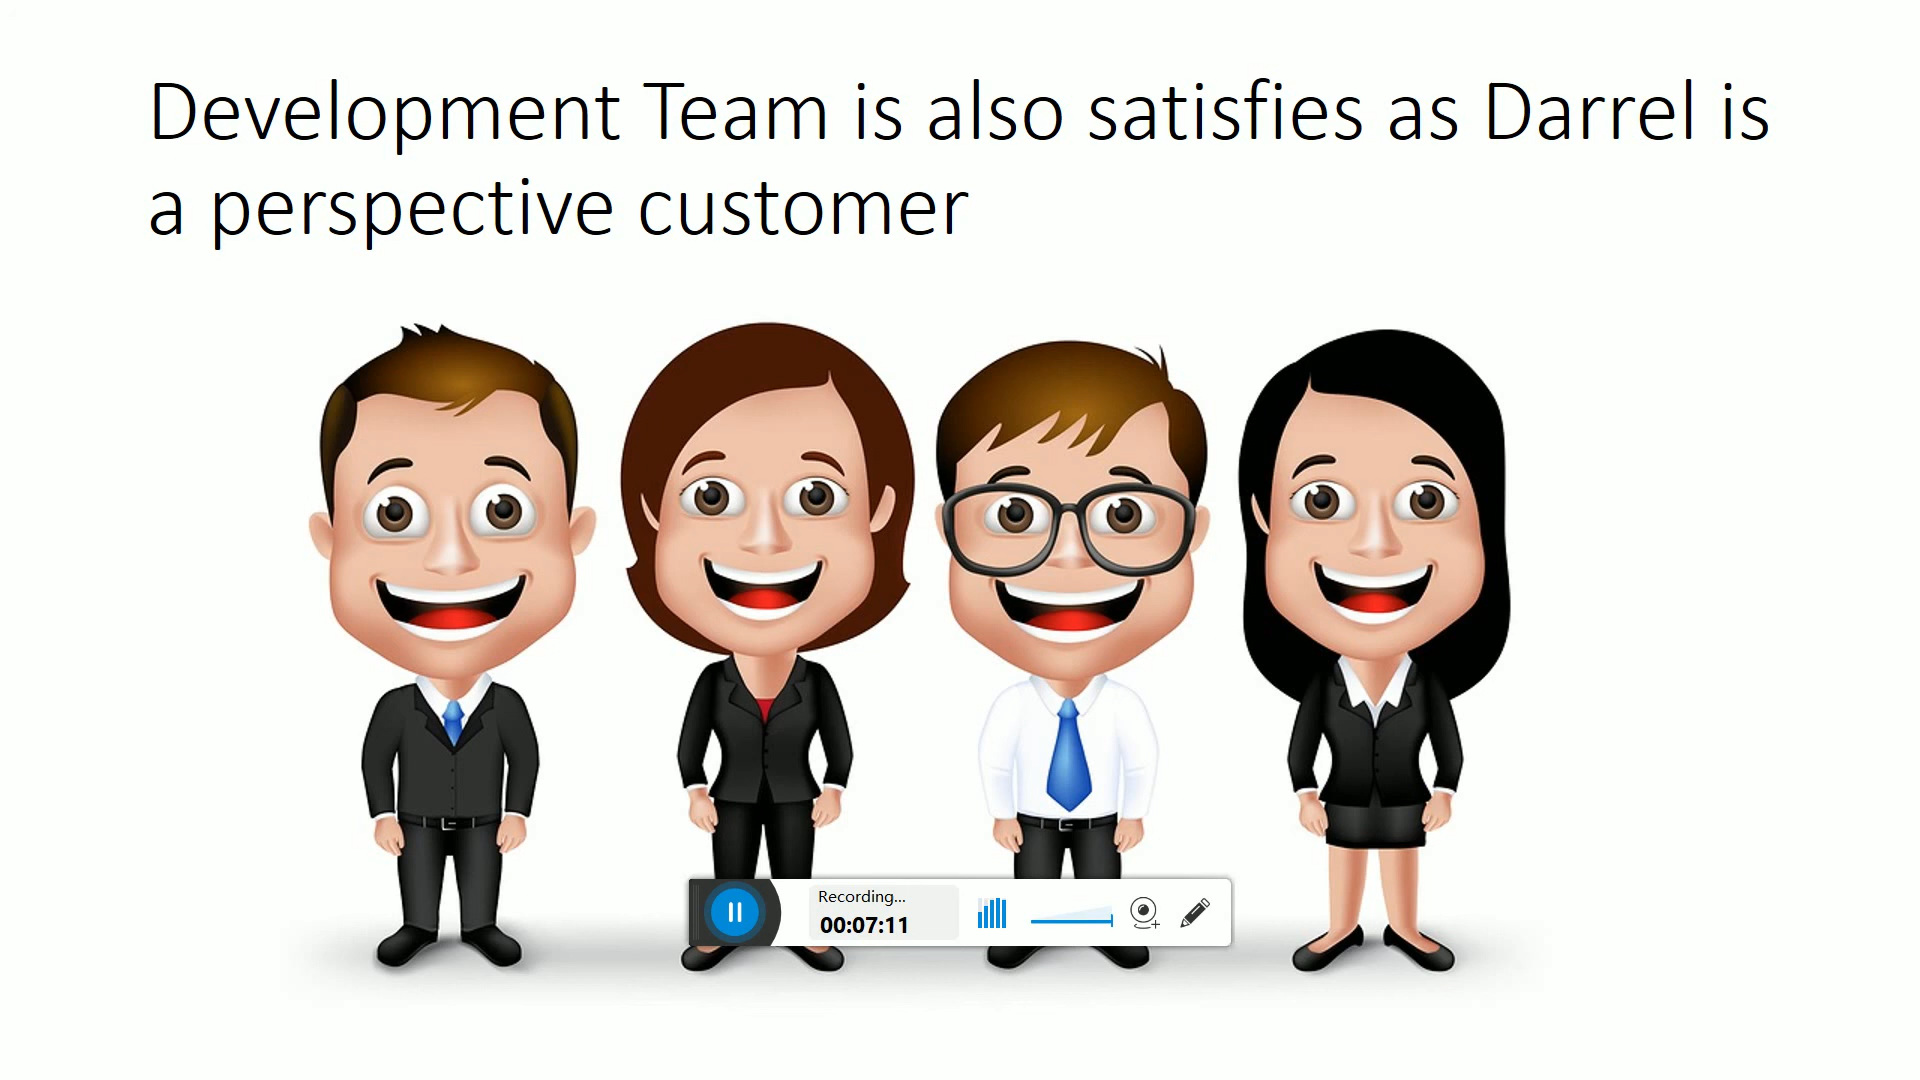 Development Team is also satisfies as Darrel is
a perspective customer
Recording...
00:07:11